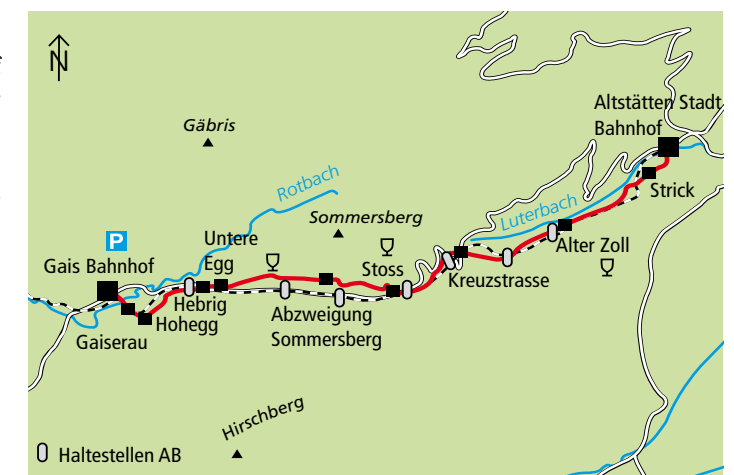 N
Altstätten Stadt
Bahnhof
Gäbris
Rotbach
Strick
Luterbach
Sommersberg
P
Untere
Egg
Alter Zoll
Gais Bahnhof
Stoss
Kreuzstrasse
Hebrig
Hohegg
Abzweigung
Sommersberg
Gaiserau
Hirschberg
Haltestellen AB